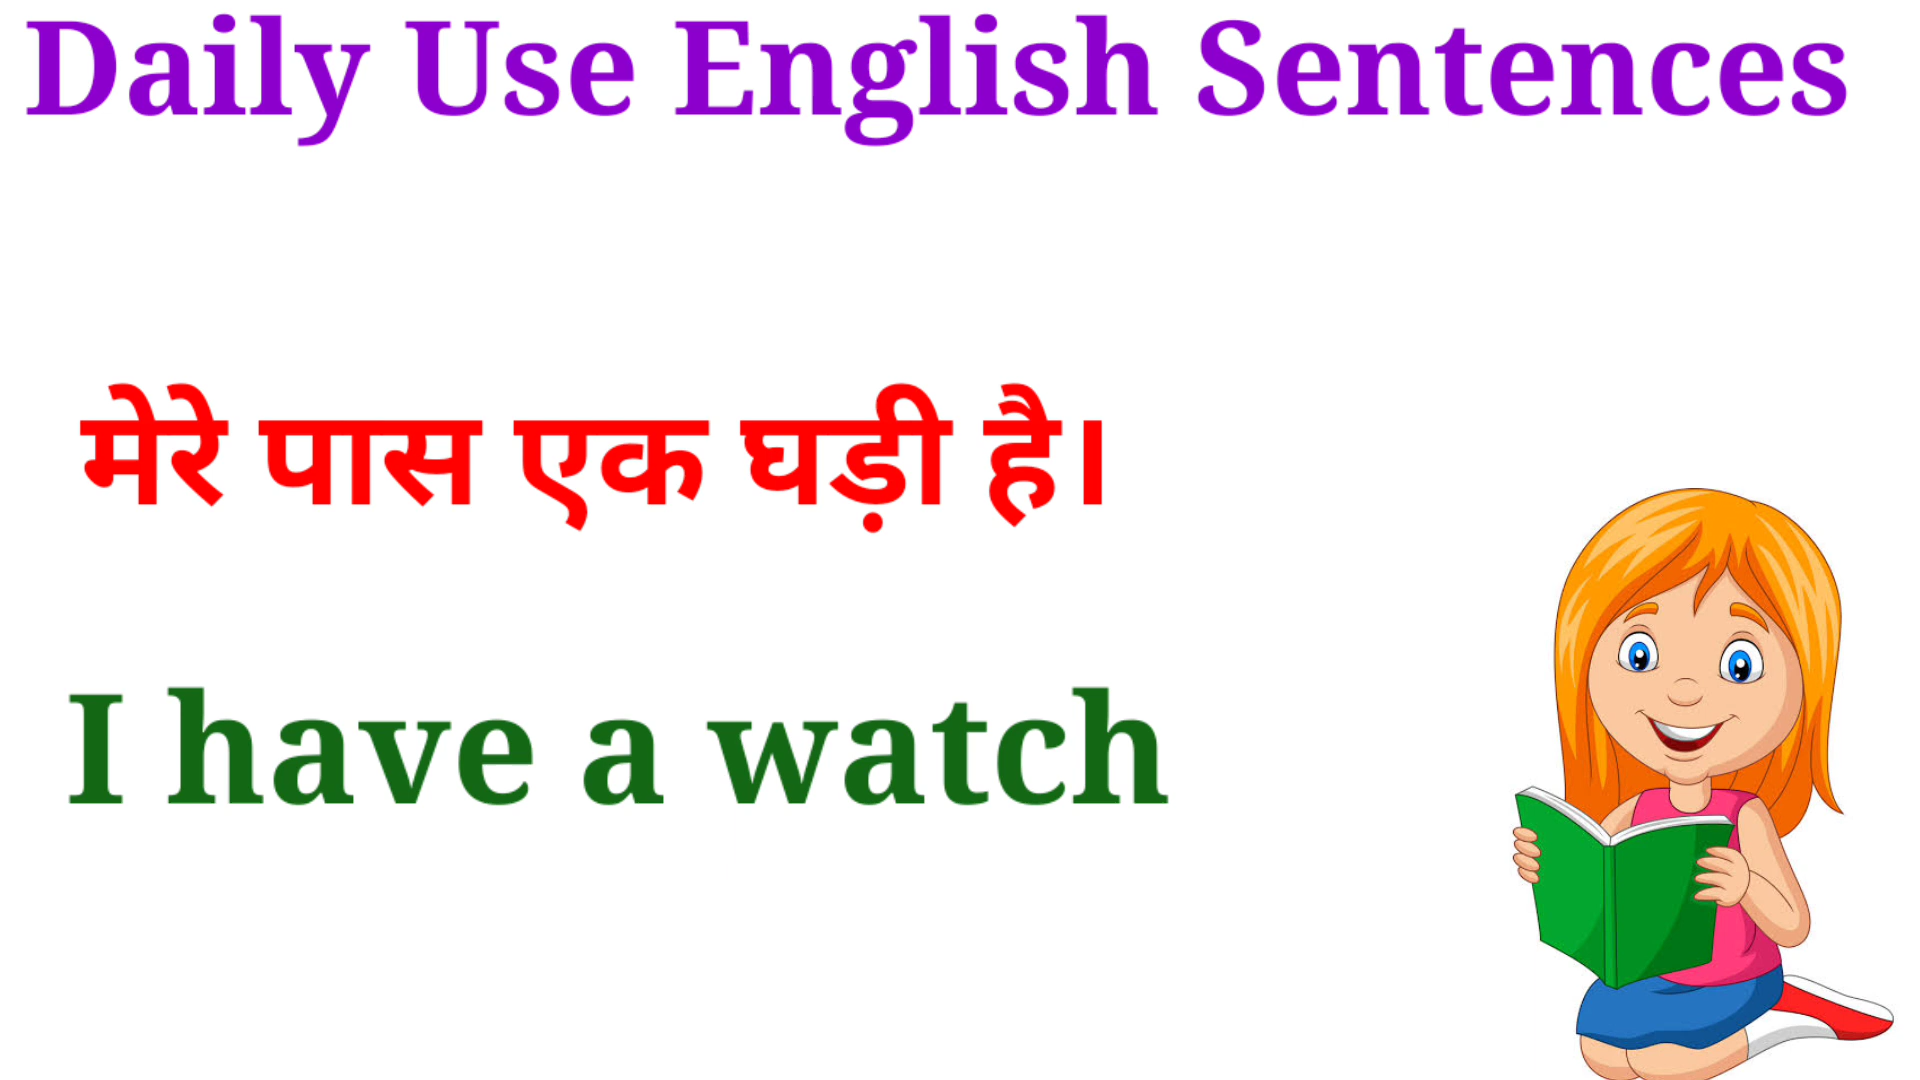 Daily Use English Sentences
मेरे पास एक घड़ी है।
I have a watch